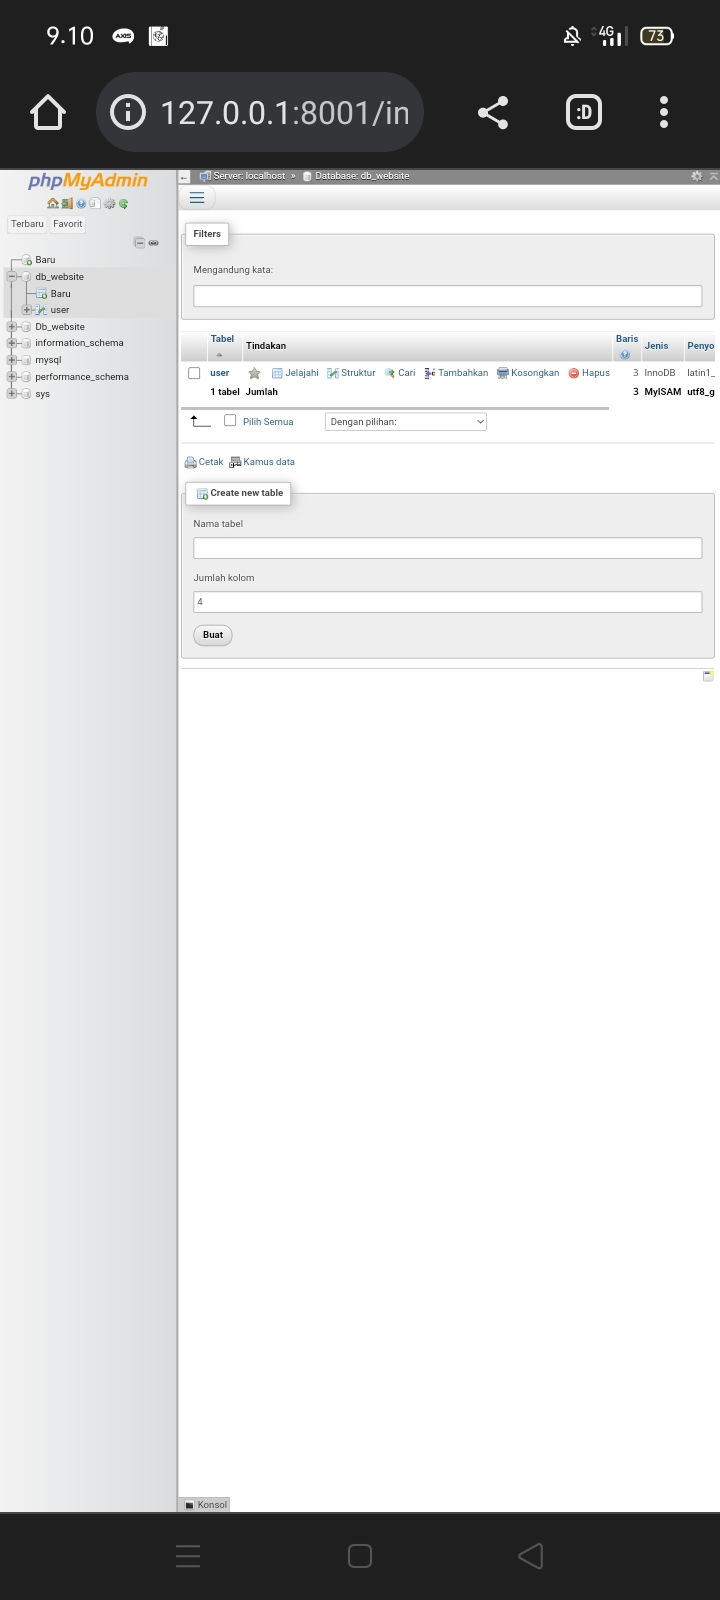 9.10
AXIS
4G
73
127.0.0.1:8001/in
:D
phpMyAdmin
Server: localhost » Database: db_website
Terbaru Favorit
Baru
db_website
Baru
user
Db_website
information_schema
mysql
performance_schema
sys
Filters
Mengandung kata:
Tabel Tindakan Baris Jenis Penyo
user Jelajahi Struktur Cari Tambahkan Kosongkan Hapus 3 InnoDB latin1_
1 tabel Jumlah 3 MyISAM utf8_g
Pilih Semua Dengan pilihan:
Cetak Kamus data
Create new table
Nama tabel
Jumlah kolom
4
Buat
Konsol